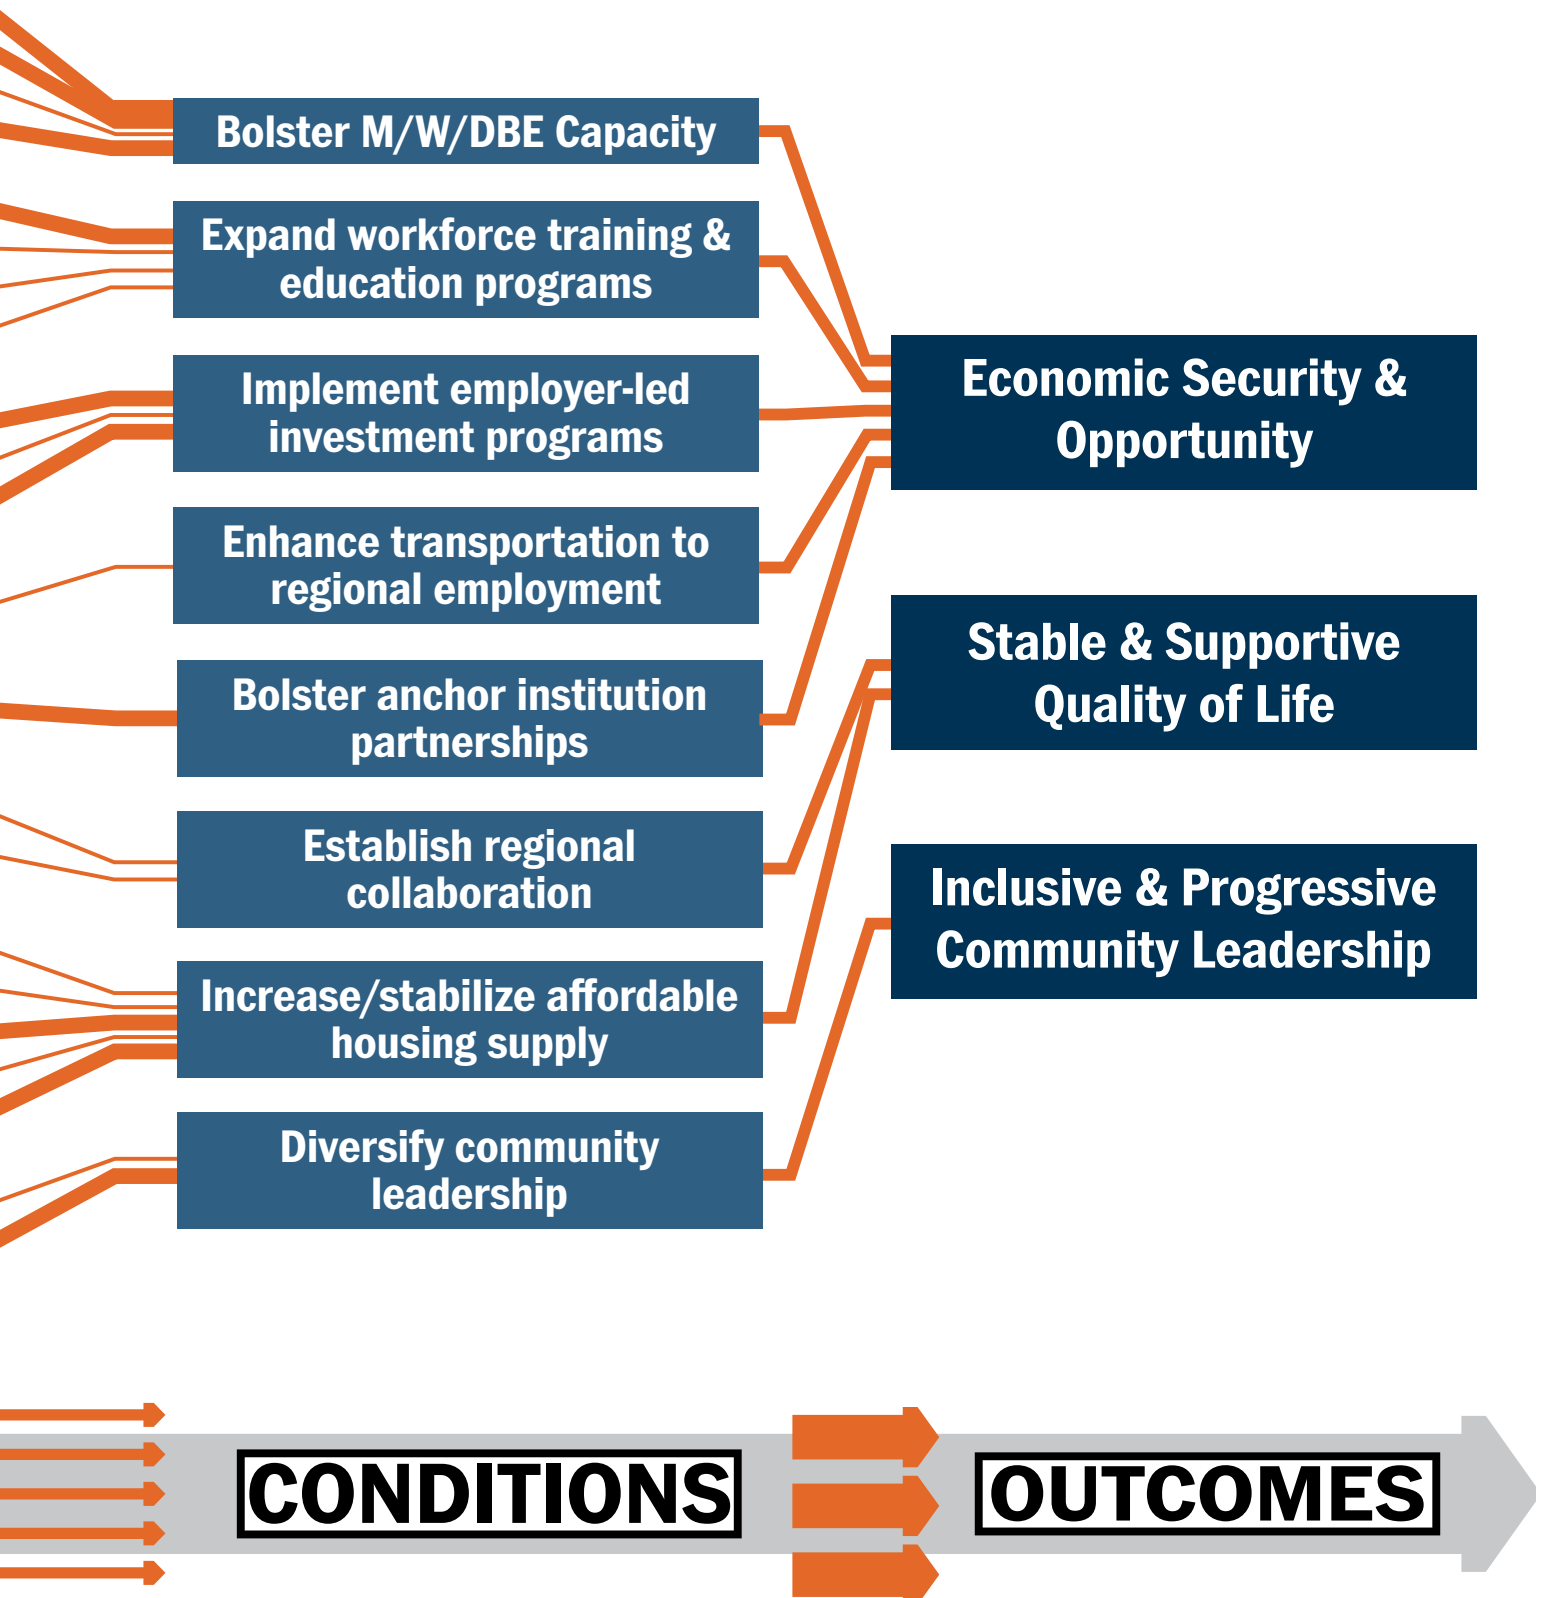 Bolster M/W/DBE Capacity
Expand workforce training &
education programs
Implement employer-led
investment programs
Enhance transportation to
regional employment
Bolster anchor institution
partnerships
Establish regional
collaboration
Increase/stabilize affordable
housing supply
Diversify community
leadership
Economic Security &
Opportunity
Stable & Supportive
Quality of Life
Inclusive & Progressive
Community Leadership
CONDITIONS
OUTCOMES